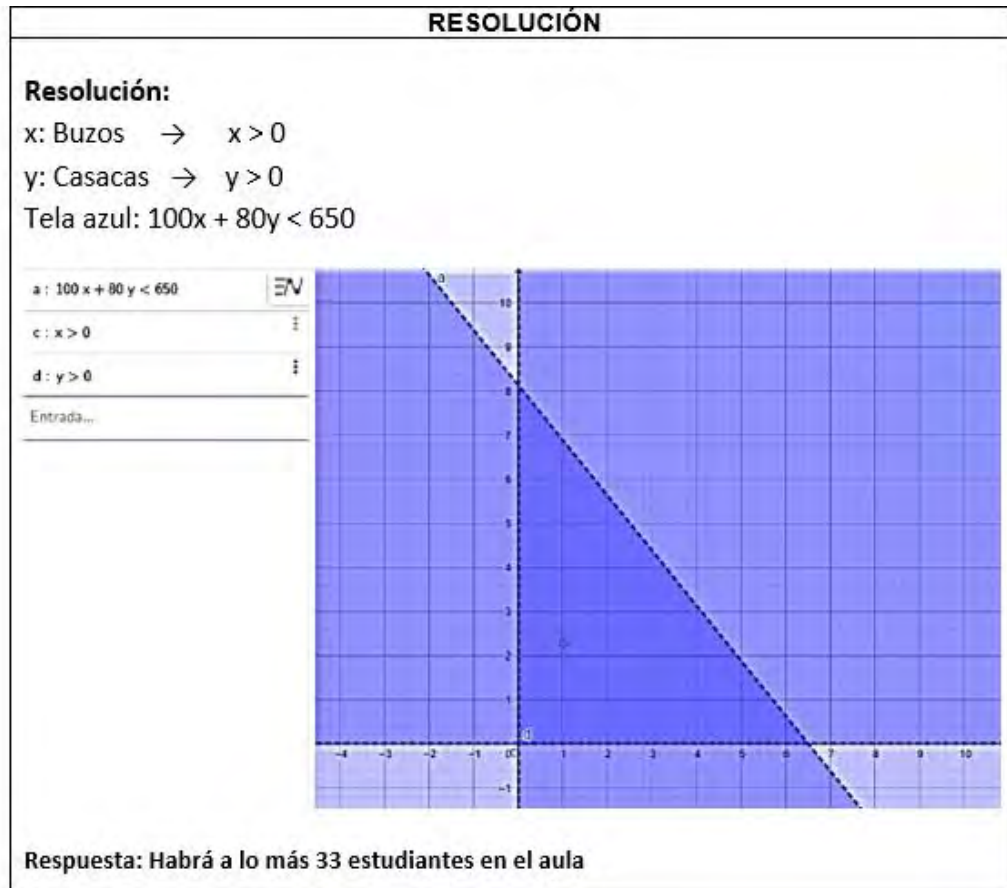 RESOLUCIÓN
Resolución:
x: Buzos → x > 0
y: Casacas → y > 0
Tela azul: 100x + 80y < 650
a : 100 x + 80 y < 650
c : x > 0
d : y > 0
Entrada...
10
9
8
7
6
5
4
3
2
1
-4 -3 -2 -1 0 1 2 3 4 5 6 7 8 9 10
-1
Respuesta: Habrá a lo más 33 estudiantes en el aula